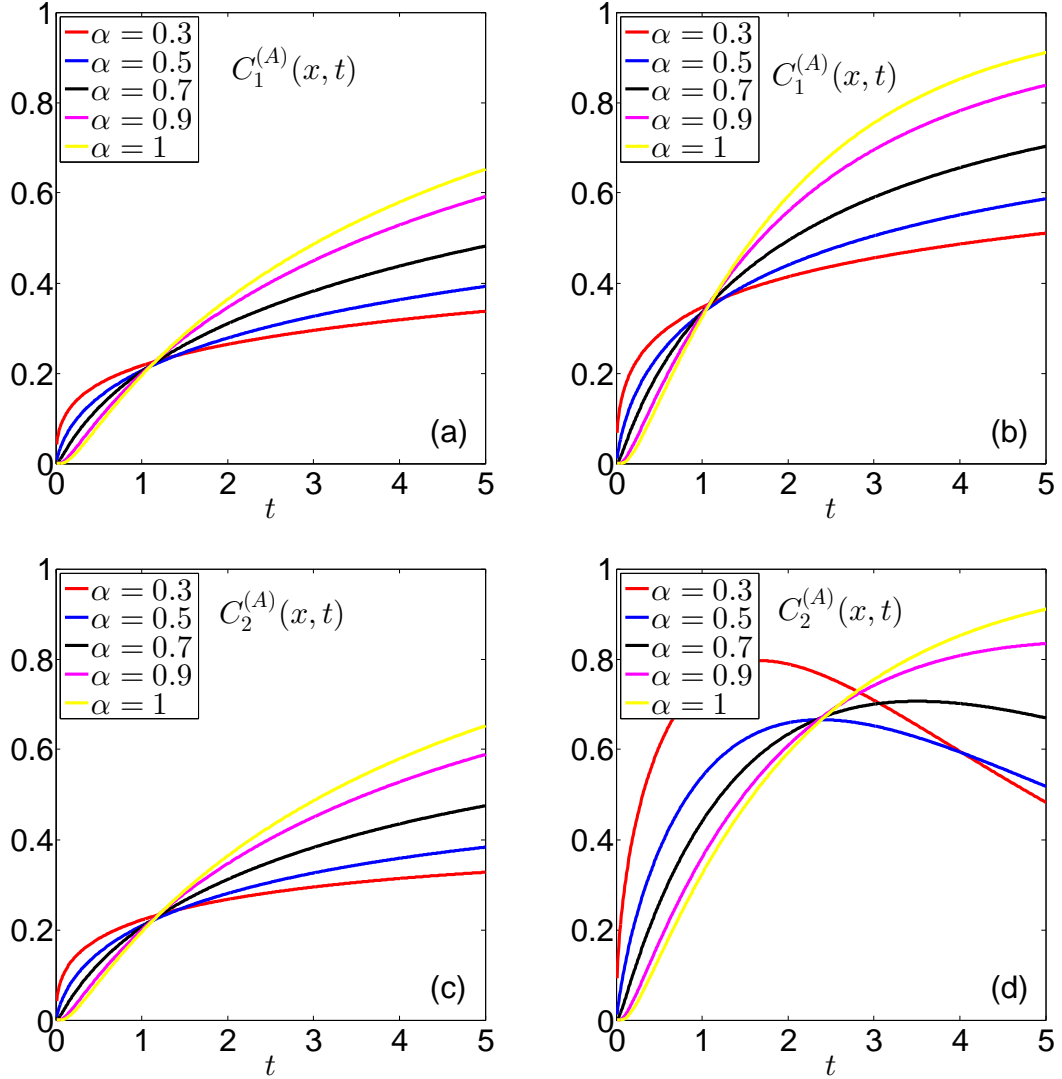 1
0.8
0.6
0.4
0.2
0
α = 0.3
α = 0.5
α = 0.7
α = 0.9
α = 1
C₁⁽ᴬ⁾(x, t)
(a)
0 1 2 3 4 5
t
1
0.8
0.6
0.4
0.2
0
α = 0.3
α = 0.5
α = 0.7
α = 0.9
α = 1
C₁⁽ᴬ⁾(x, t)
(b)
0 1 2 3 4 5
t
1
0.8
0.6
0.4
0.2
0
α = 0.3
α = 0.5
α = 0.7
α = 0.9
α = 1
C₂⁽ᴬ⁾(x, t)
(c)
0 1 2 3 4 5
t
1
0.8
0.6
0.4
0.2
0
α = 0.3
α = 0.5
α = 0.7
α = 0.9
α = 1
C₂⁽ᴬ⁾(x, t)
(d)
0 1 2 3 4 5
t